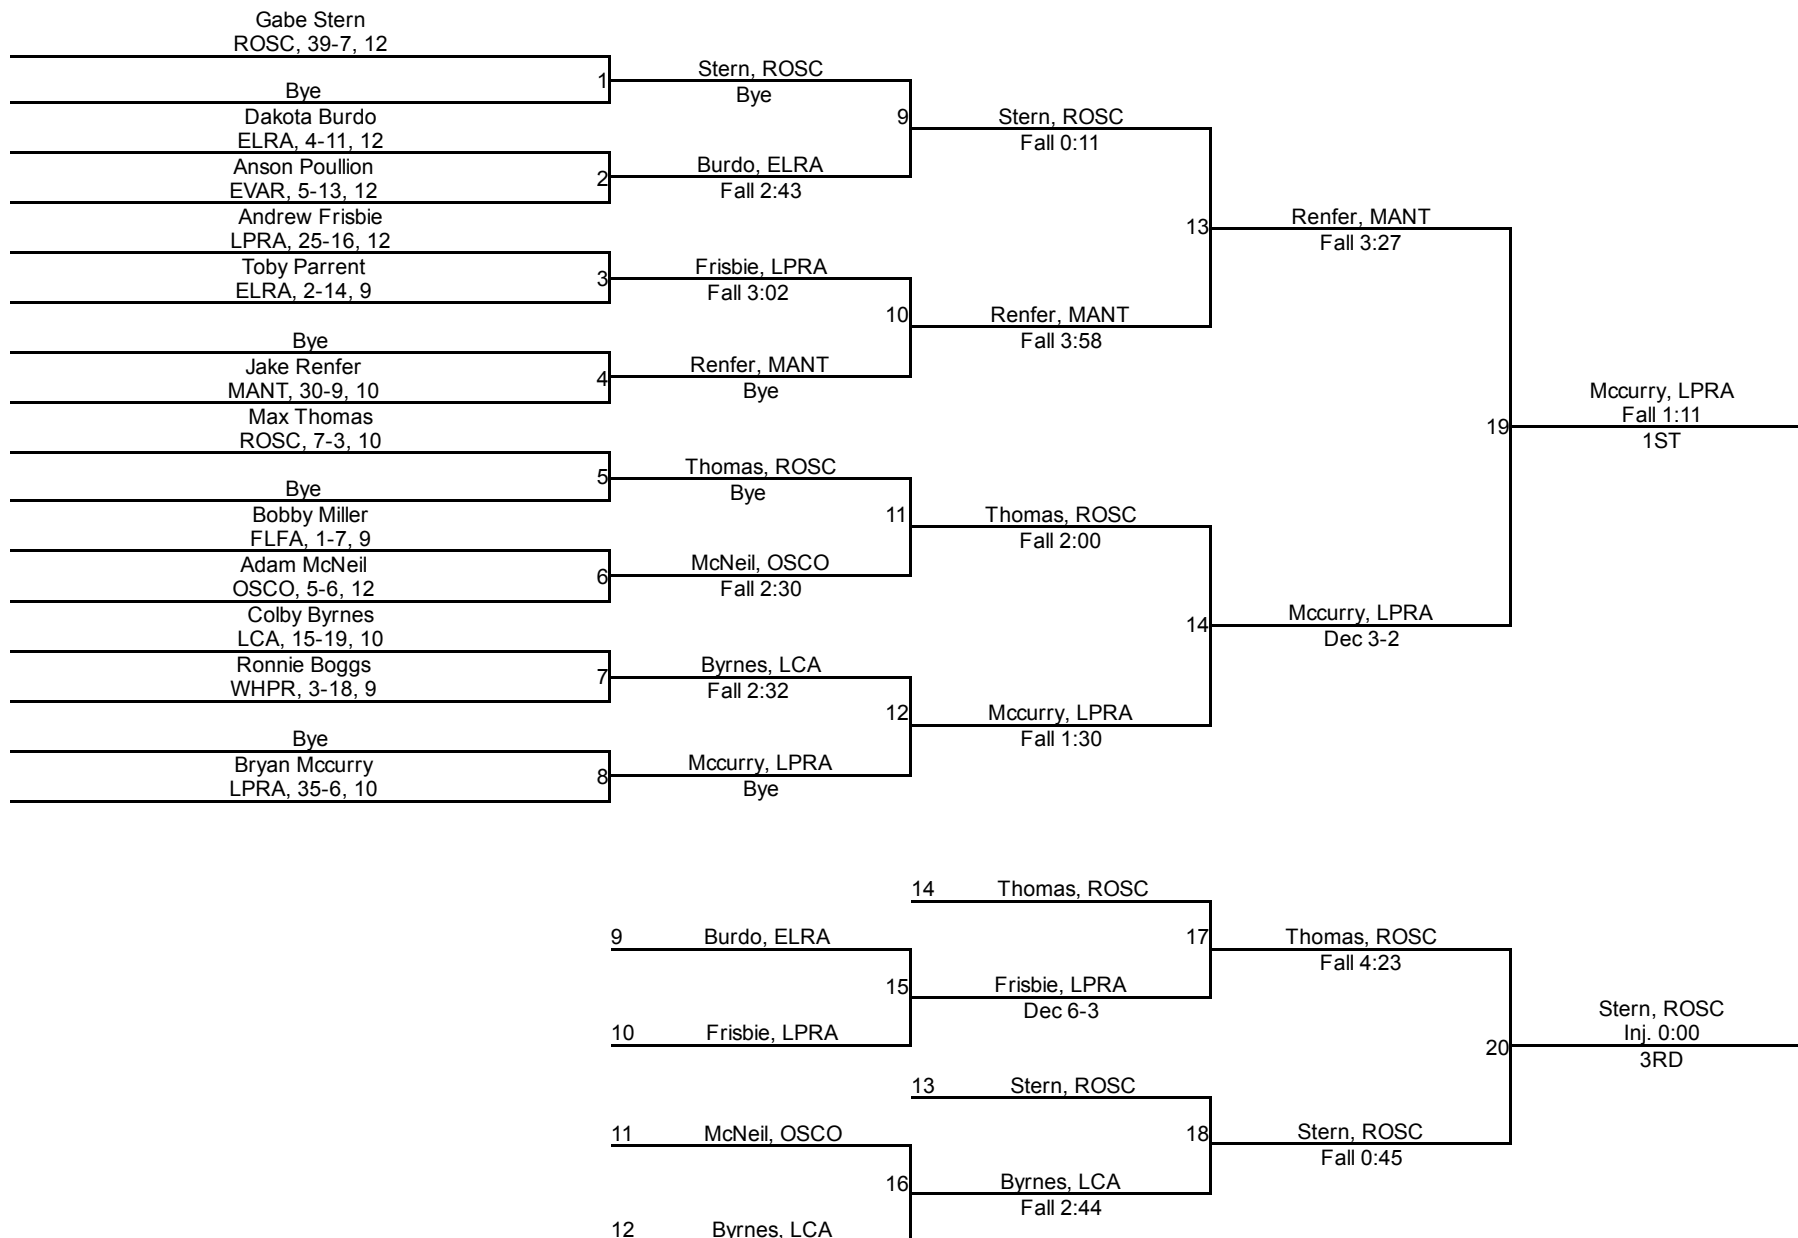 Gabe Stern
ROSC, 39-7, 12
Bye
1
Stern, ROSC
Bye
Dakota Burdo
ELRA, 4-11, 12
Anson Poullion
EVAR, 5-13, 12
2
Burdo, ELRA
Fall 2:43
9
Stern, ROSC
Fall 0:11
Andrew Frisbie
LPRA, 25-16, 12
Toby Parrent
ELRA, 2-14, 9
3
Frisbie, LPRA
Fall 3:02
Bye
Jake Renfer
MANT, 30-9, 10
4
Renfer, MANT
Bye
10
Renfer, MANT
Fall 3:58
13
Renfer, MANT
Fall 3:27
Max Thomas
ROSC, 7-3, 10
Bye
5
Thomas, ROSC
Bye
Bobby Miller
FLFA, 1-7, 9
Adam McNeil
OSCO, 5-6, 12
6
McNeil, OSCO
Fall 2:30
11
Thomas, ROSC
Fall 2:00
Colby Byrnes
LCA, 15-19, 10
Ronnie Boggs
WHPR, 3-18, 9
7
Byrnes, LCA
Fall 2:32
Bye
Bryan Mccurry
LPRA, 35-6, 10
8
Mccurry, LPRA
Bye
12
Mccurry, LPRA
Fall 1:30
14
Mccurry, LPRA
Dec 3-2
19
Mccurry, LPRA
Fall 1:11
1ST
14
Thomas, ROSC
9
Burdo, ELRA
10
Frisbie, LPRA
15
Frisbie, LPRA
Dec 6-3
17
Thomas, ROSC
Fall 4:23
13
Stern, ROSC
11
McNeil, OSCO
12
Byrnes, LCA
16
Byrnes, LCA
Fall 2:44
18
Stern, ROSC
Fall 0:45
20
Stern, ROSC
Inj. 0:00
3RD